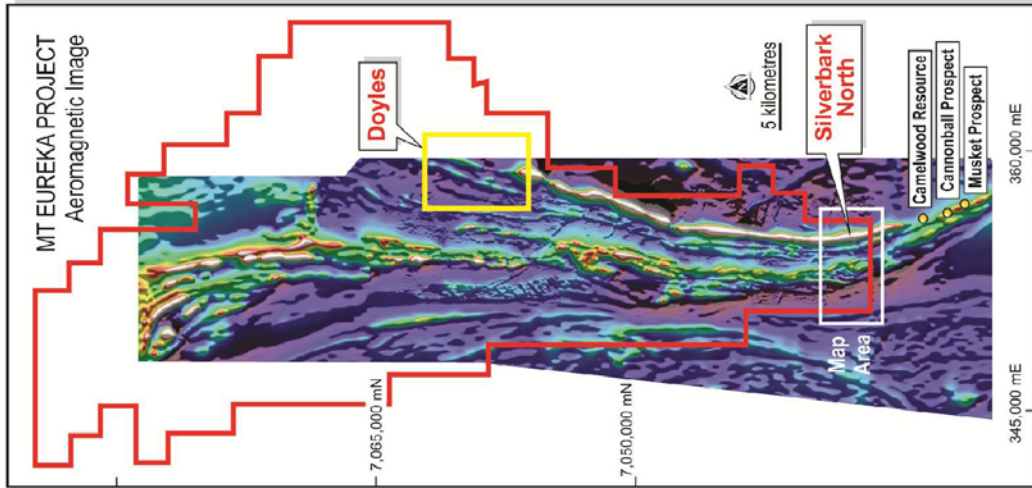 MT EUREKA PROJECT
Aeromagnetic Image
Doyles
5 kilometres
Silverbark
North
Camelwood Resource
Cannonball Prospect
Musket Prospect
Map
Area
7,065,000 mN
7,050,000 mN
345,000 mE
360,000 mE